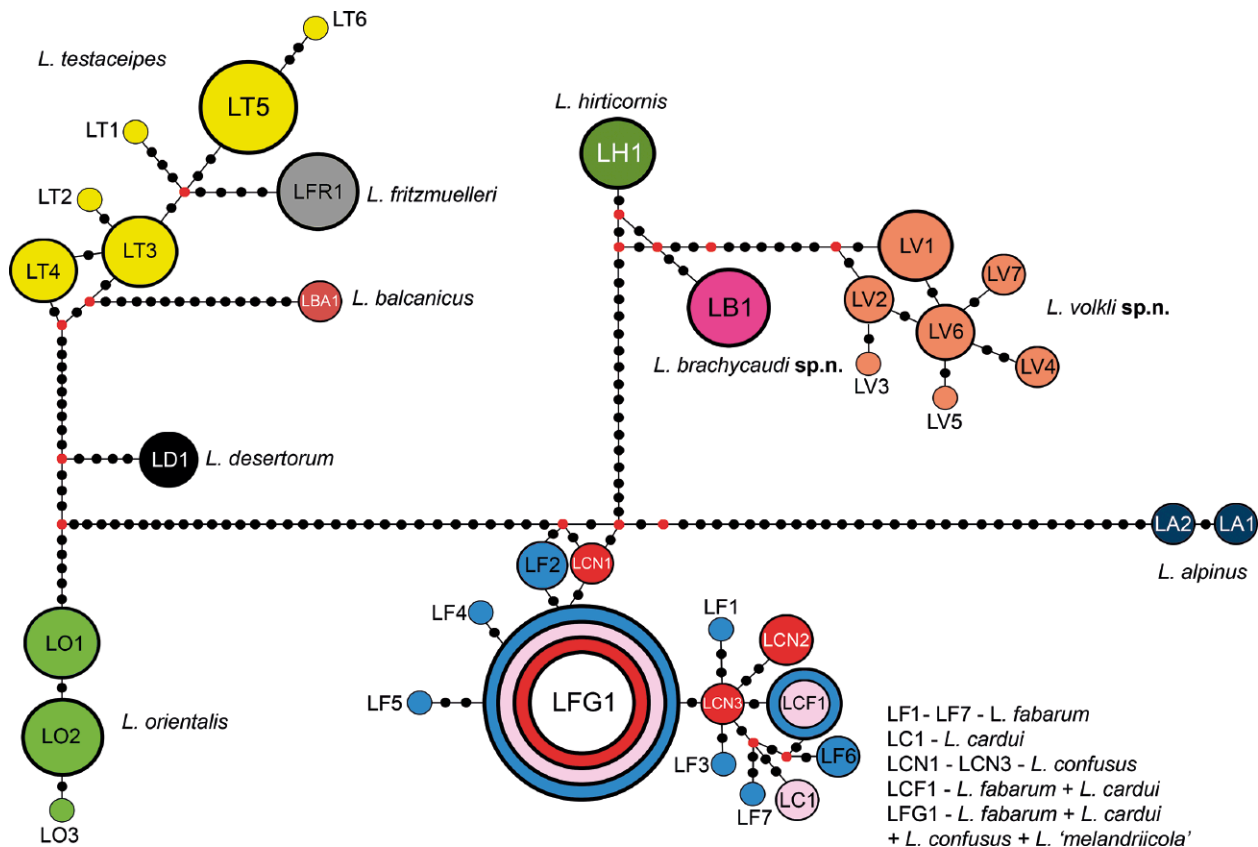 LT6
L. testaceipes
LT5
LT1
L. hirticornis
LH1
LT2
LFR1
L. fritzmuelleri
LT3
LT4
LV1
LV7
LBA1
L. balcanicus
LV2
L. volkli sp.n.
LB1
LV6
L. brachycaudi sp.n.
LV3
LV4
LV5
LD1
L. desertorum
LA2
LA1
LF2
LCN1
L. alpinus
LF4
LF1
LO1
LCN2
LF5
LFG1
LCN3
LCF1
LO2
L. orientalis
LF6
LF3
LC1
LF7
LO3
LF1- LF7 - L. fabarum
LC1 - L. cardui
LCN1 - LCN3 - L. confusus
LCF1 - L. fabarum + L. cardui
LFG1 - L. fabarum + L. cardui
+ L. confusus + L. ‘melandriicola’